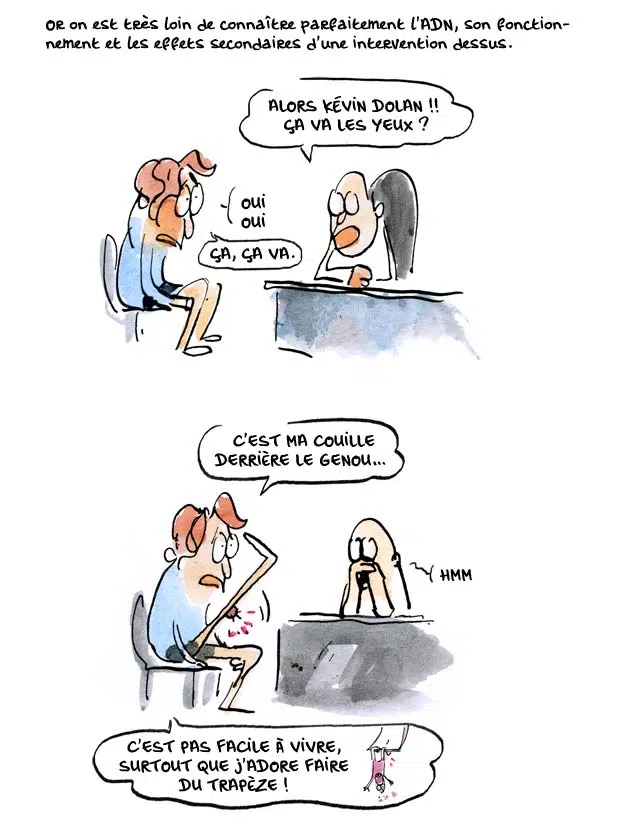 Or on est très loin de connaître parfaitement l'ADN, son fonction-
nement et les effets secondaires d'une intervention dessus.
ALORS KÉVIN DOLAN !!
ÇA VA LES YEUX ?
OUI
OUI
ÇA, ÇA VA.
C'EST MA COUILLE
DERRIÈRE LE GENOU...
HMM
C'EST PAS FACILE À VIVRE,
SURTOUT QUE J'ADORE FAIRE
DU TRAPÈZE !